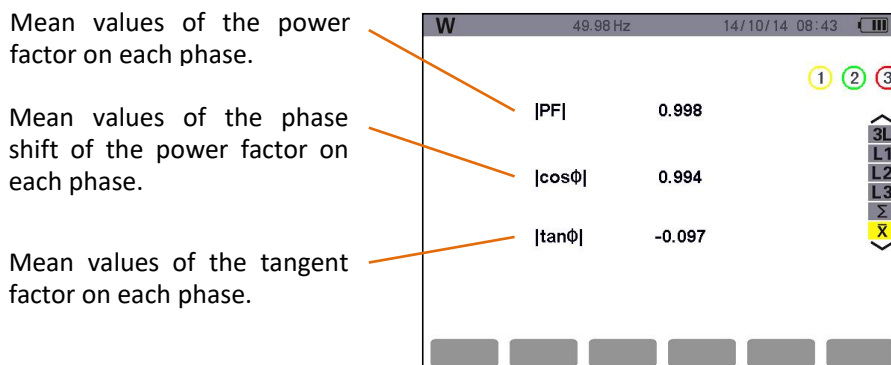 Mean values of the power
factor on each phase.
Mean values of the phase
shift of the power factor on
each phase.
Mean values of the tangent
factor on each phase.
W 49.98 Hz 14/10/14 08:43
1 2 3
|PF| 0.998
|cosΦ| 0.994
|tanΦ| -0.097
3L
L1
L2
L3
Σ
X̄